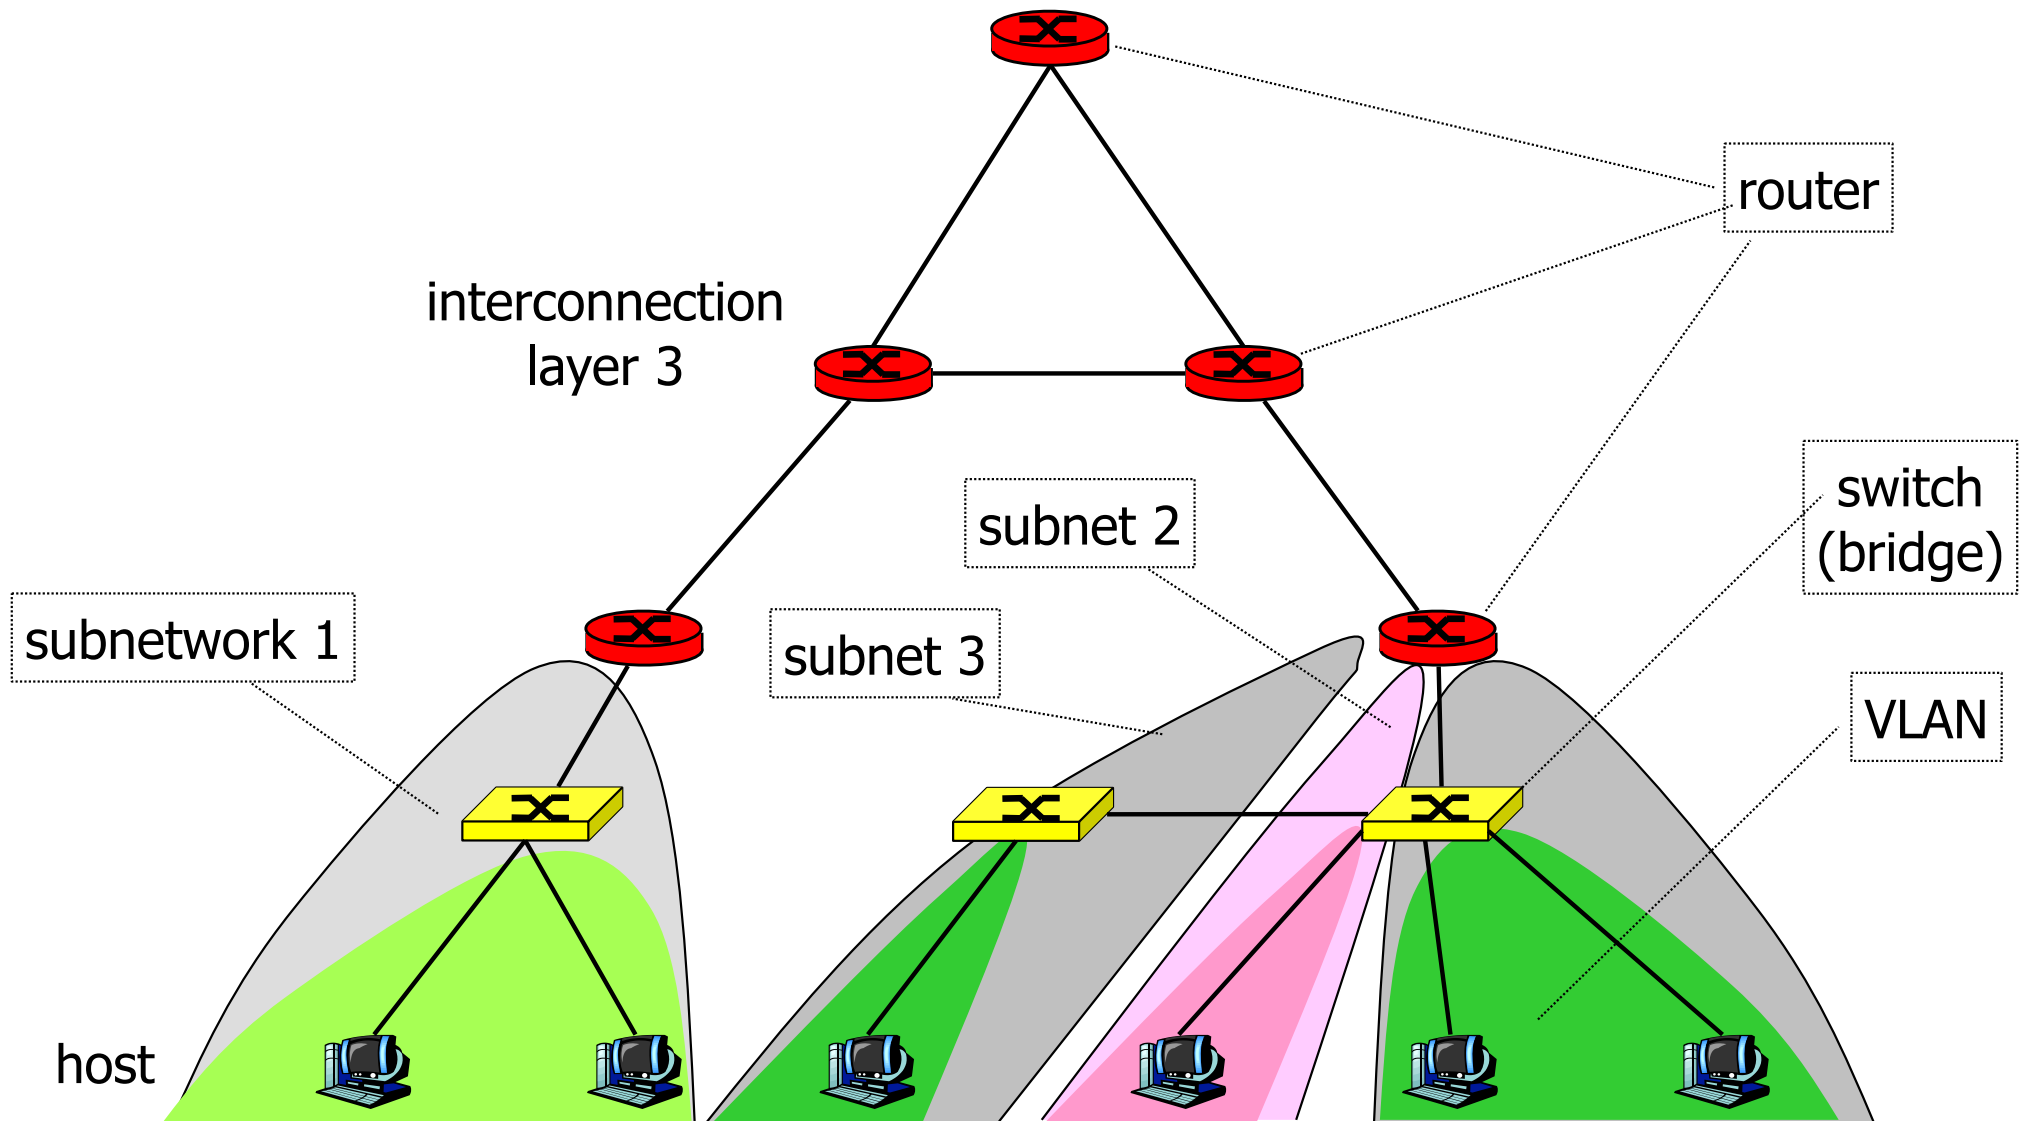 router
interconnection
layer 3
switch
(bridge)
subnet 2
subnetwork 1
subnet 3
VLAN
host